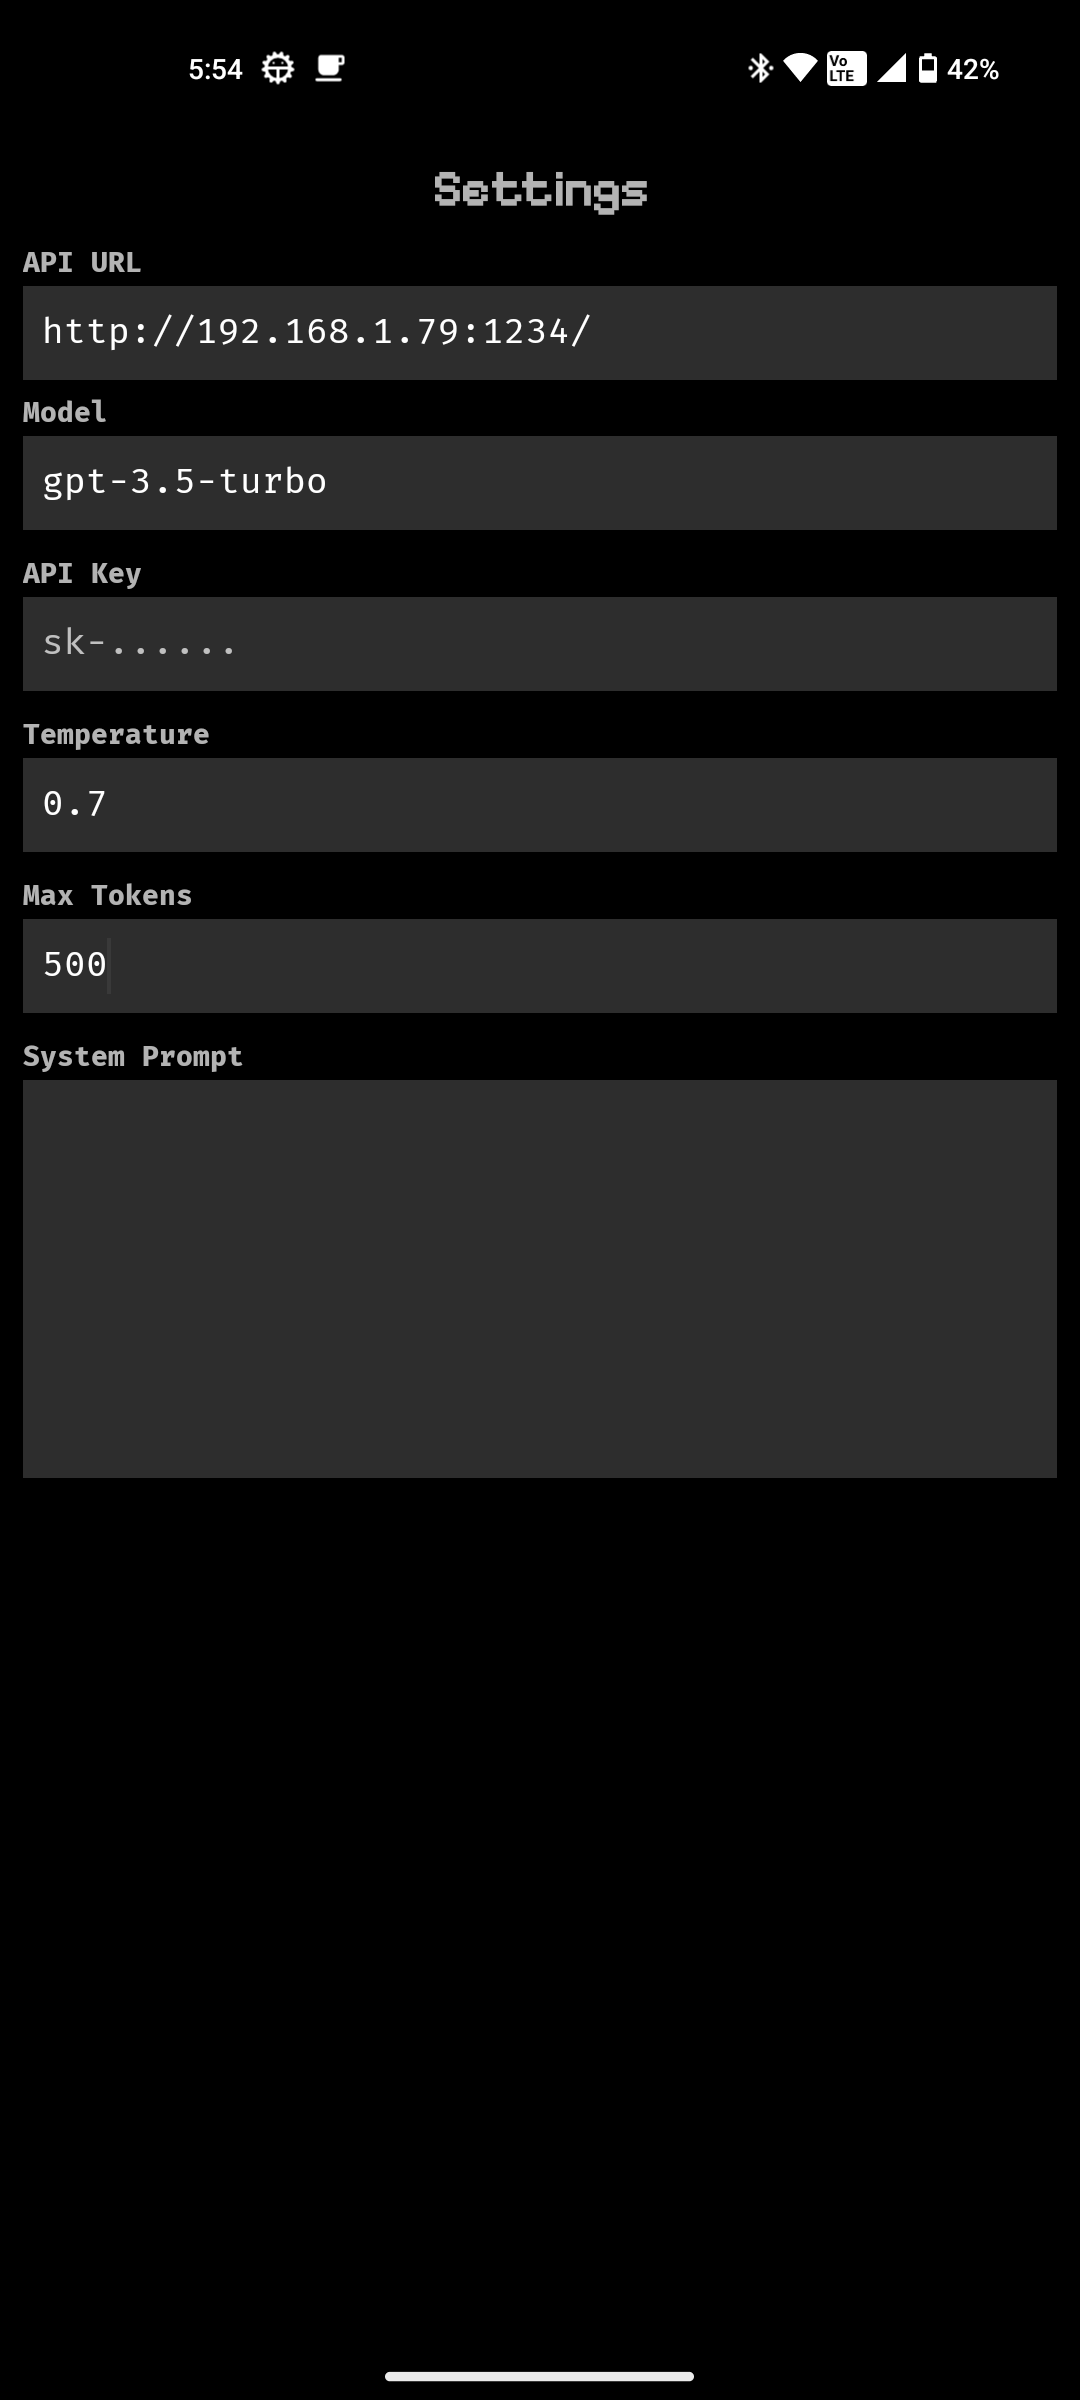 5:54 Vo LTE 42%
Settings
API URL
http://192.168.1.79:1234/
Model
gpt-3.5-turbo
API Key
sk-......
Temperature
0.7
Max Tokens
500
System Prompt